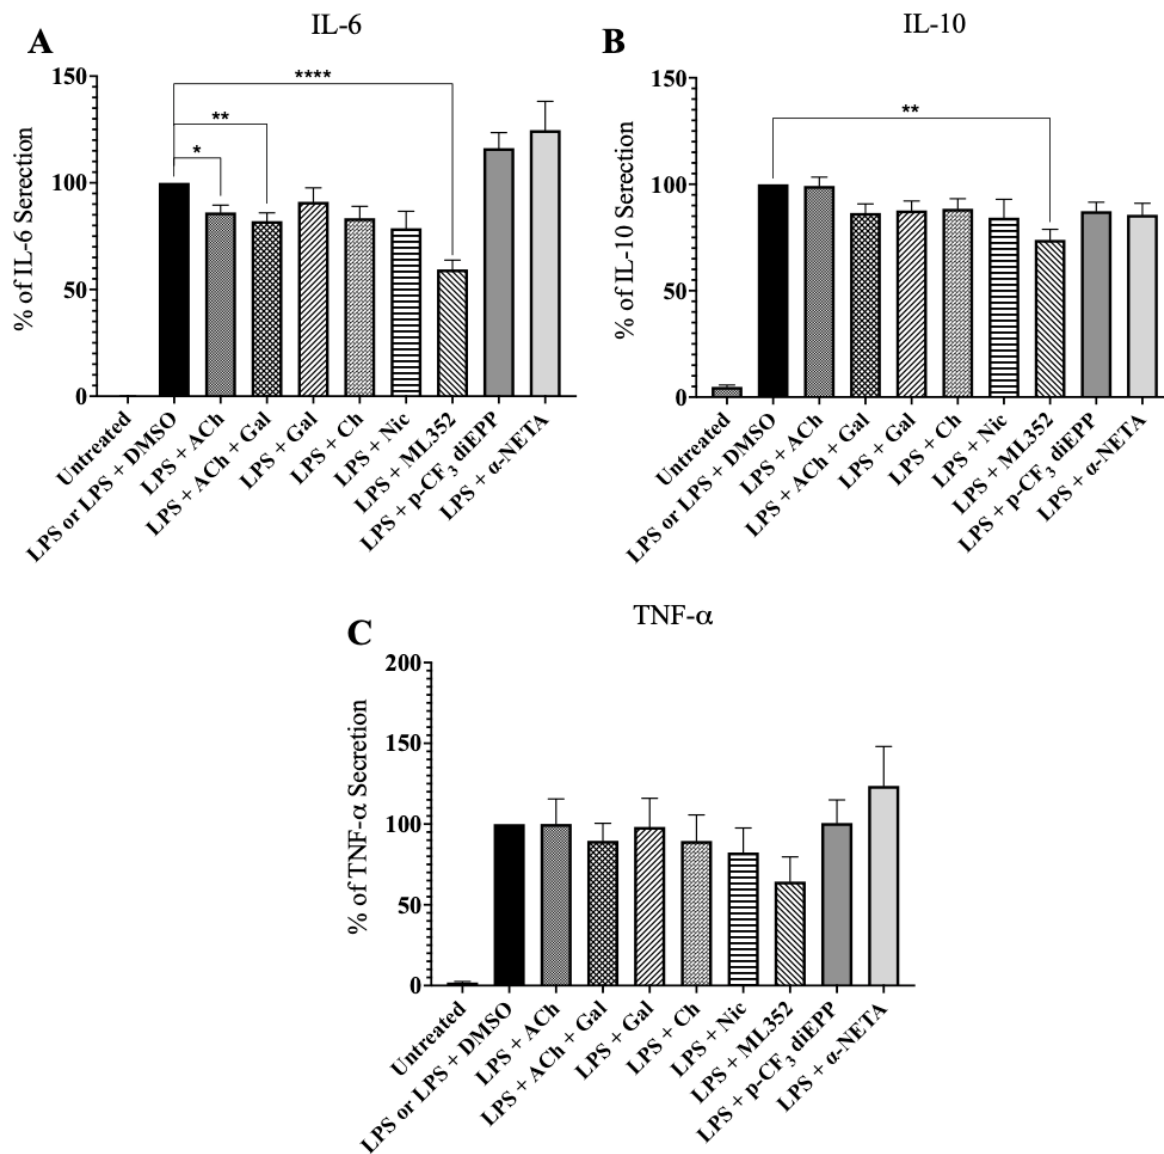 A
IL-6
% of IL-6 Serection
150
100
50
0
*
**
****
Untreated
LPS or LPS + DMSO
LPS + ACh
LPS + ACh + Gal
LPS + Gal
LPS + Ch
LPS + Nic
LPS + ML352
LPS + p-CF₃ diEPP
LPS + α-NETA
B
IL-10
% of IL-10 Serection
150
100
50
0
**
Untreated
LPS or LPS + DMSO
LPS + ACh
LPS + ACh + Gal
LPS + Gal
LPS + Ch
LPS + Nic
LPS + ML352
LPS + p-CF₃ diEPP
LPS + α-NETA
C
TNF-α
% of TNF-α Secretion
200
150
100
50
0
Untreated
LPS or LPS + DMSO
LPS + ACh
LPS + ACh + Gal
LPS + Gal
LPS + Ch
LPS + Nic
LPS + ML352
LPS + p-CF₃ diEPP
LPS + α-NETA